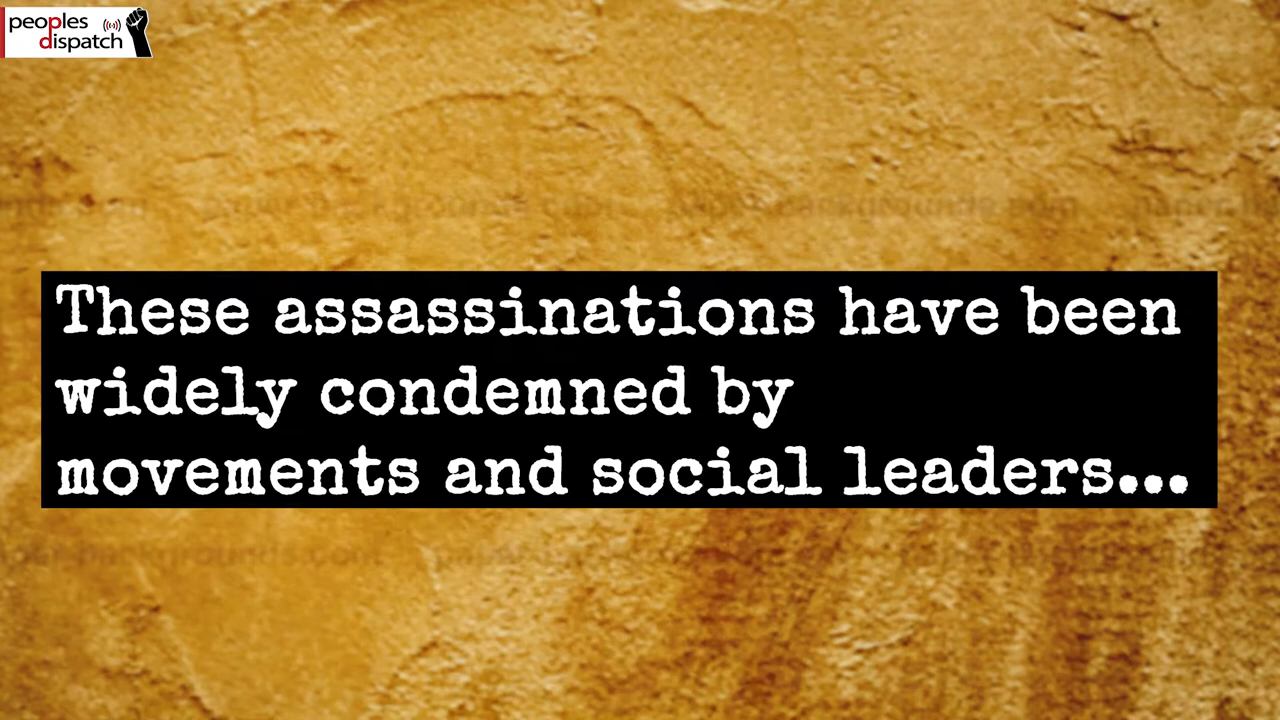 peoples
dispatch
These assassinations have been
widely condemned by
movements and social leaders...